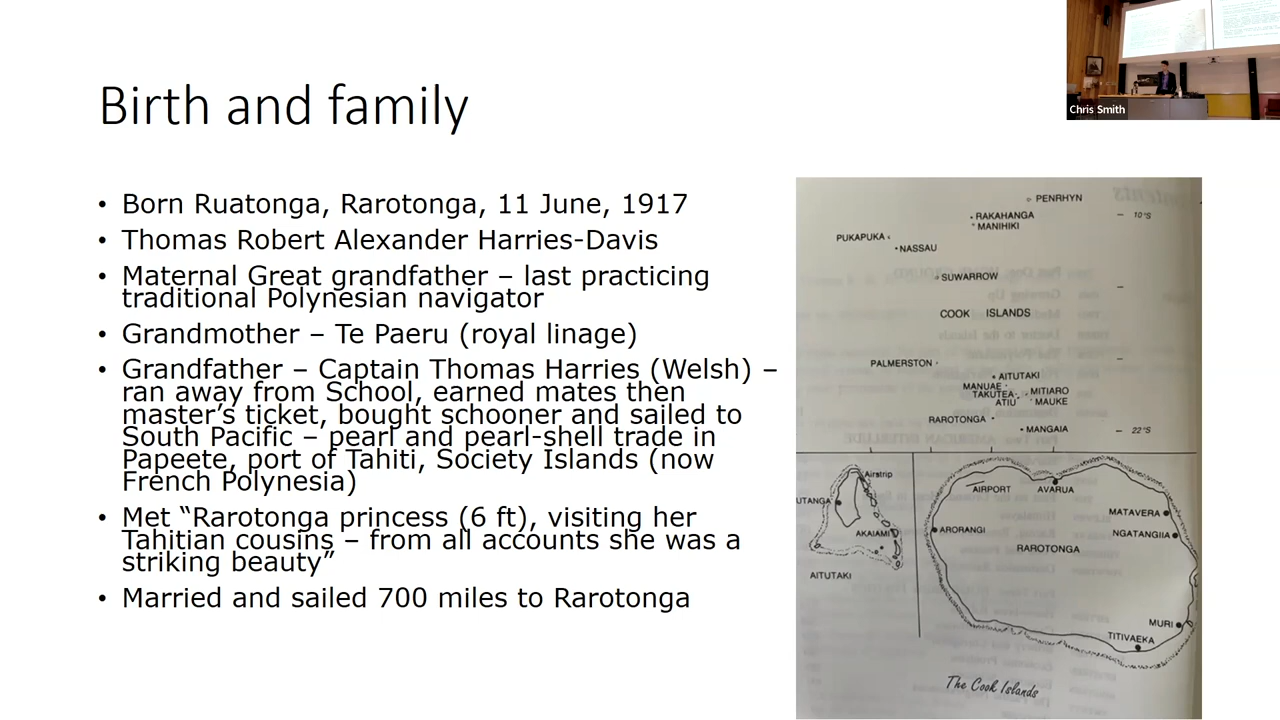 Birth and family
• Born Ruatonga, Rarotonga, 11 June, 1917
• Thomas Robert Alexander Harries-Davis
• Maternal Great grandfather – last practicing
traditional Polynesian navigator
• Grandmother – Te Paeru (royal linage)
• Grandfather – Captain Thomas Harries (Welsh) –
ran away from School, earned mates then
master’s ticket, bought schooner and sailed to
South Pacific – pearl and pearl-shell trade in
Papeete, port of Tahiti, Society Islands (now
French Polynesia)
• Met “Rarotonga princess (6 ft), visiting her
Tahitian cousins – from all accounts she was a
striking beauty”
• Married and sailed 700 miles to Rarotonga
Chris Smith
PENRHYN
RAKAHANGA
10°S
MANIHIKI
PUKAPUKA
NASSAU
SUWARROW
COOK ISLANDS
PALMERSTON
AITUTAKI
MANUAE
MITIARO
TAKUTEA
ATIU
MAUKE
RAROTONGA
MANGAIA
22°S
Airstrip
UTANGA
AKAIAMI
AITUTAKI
AIRPORT
AVARUA
MATAVERA
ARORANGI
NGATANGIIA
RAROTONGA
MURI
TITIVAEKA
The Cook Islands